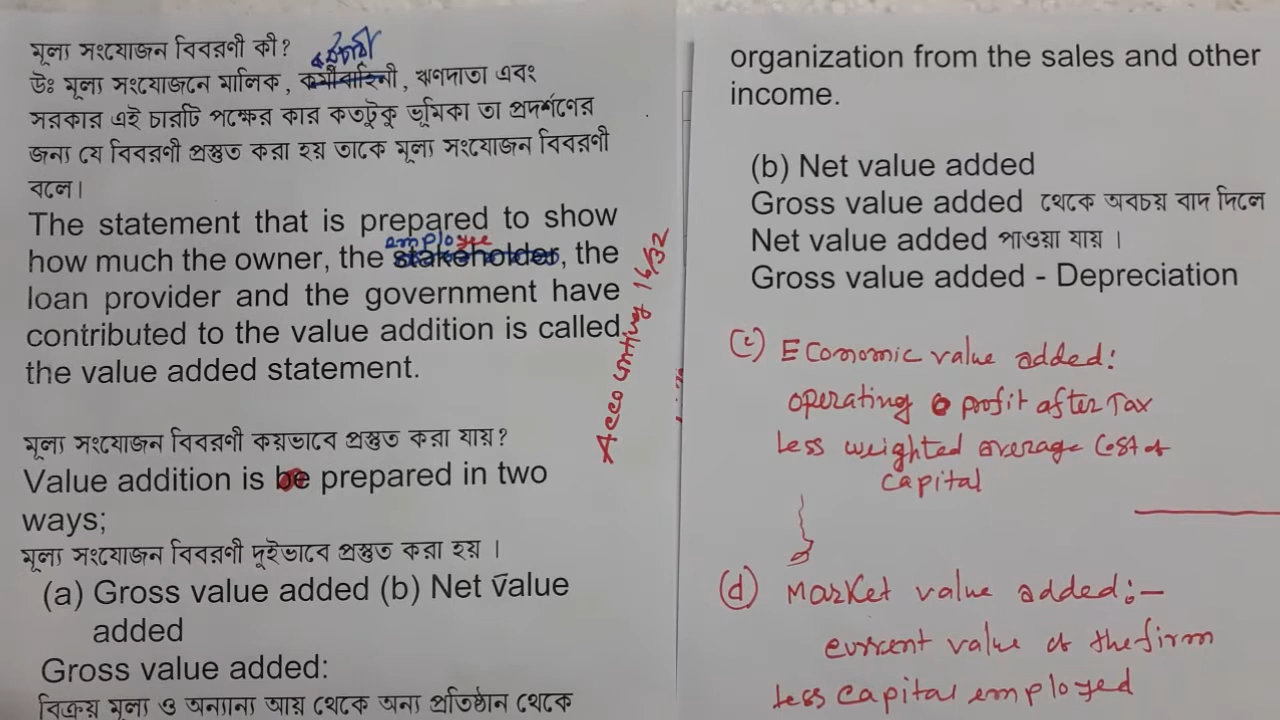 মূল্য সংযোজন বিবরণী কী?
কর্মচারী
উঃ মূল্য সংযোজনে মালিক, কর্মীবাহিনী, ঋণদাতা এবং
সরকার এই চারটি পক্ষের কার কতটুকু ভূমিকা তা প্রদর্শণের
জন্য যে বিবরণী প্রস্তুত করা হয় তাকে মূল্য সংযোজন বিবরণী
বলে।
The statement that is prepared to show
employee
how much the owner, the stakeholder, the
loan provider and the government have
contributed to the value addition is called
the value added statement.
মূল্য সংযোজন বিবরণী কয়ভাবে প্রস্তুত করা যায়?
Value addition is be prepared in two
ways;
মূল্য সংযোজন বিবরণী দুইভাবে প্রস্তুত করা হয় ।
(a) Gross value added (b) Net value
added
Gross value added:
বিক্রয় মূল্য ও অন্যান্য আয় থেকে অন্য প্রতিষ্ঠান থেকে
Accounting 16/32
organization from the sales and other
income.
(b) Net value added
Gross value added থেকে অবচয় বাদ দিলে
Net value added পাওয়া যায় ।
Gross value added - Depreciation
(c) Economic value added:
operating profit after Tax
Less weighted average Cost of
capital
(d) Market value added:-
current value of the firm
Less capital employed